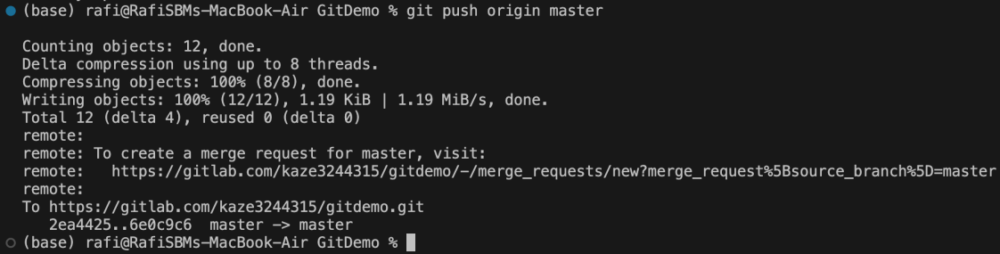 (base) rafi@RafiSBMs-MacBook-Air GitDemo % git push origin master
Counting objects: 12, done.
Delta compression using up to 8 threads.
Compressing objects: 100% (8/8), done.
Writing objects: 100% (12/12), 1.19 KiB | 1.19 MiB/s, done.
Total 12 (delta 4), reused 0 (delta 0)
remote:
remote: To create a merge request for master, visit:
remote:   https://gitlab.com/kaze3244315/gitdemo/-/merge_requests/new?merge_request%5Bsource_branch%5D=master
remote:
To https://gitlab.com/kaze3244315/gitdemo.git
   2ea4425..6e0c9c6  master -> master
(base) rafi@RafiSBMs-MacBook-Air GitDemo %